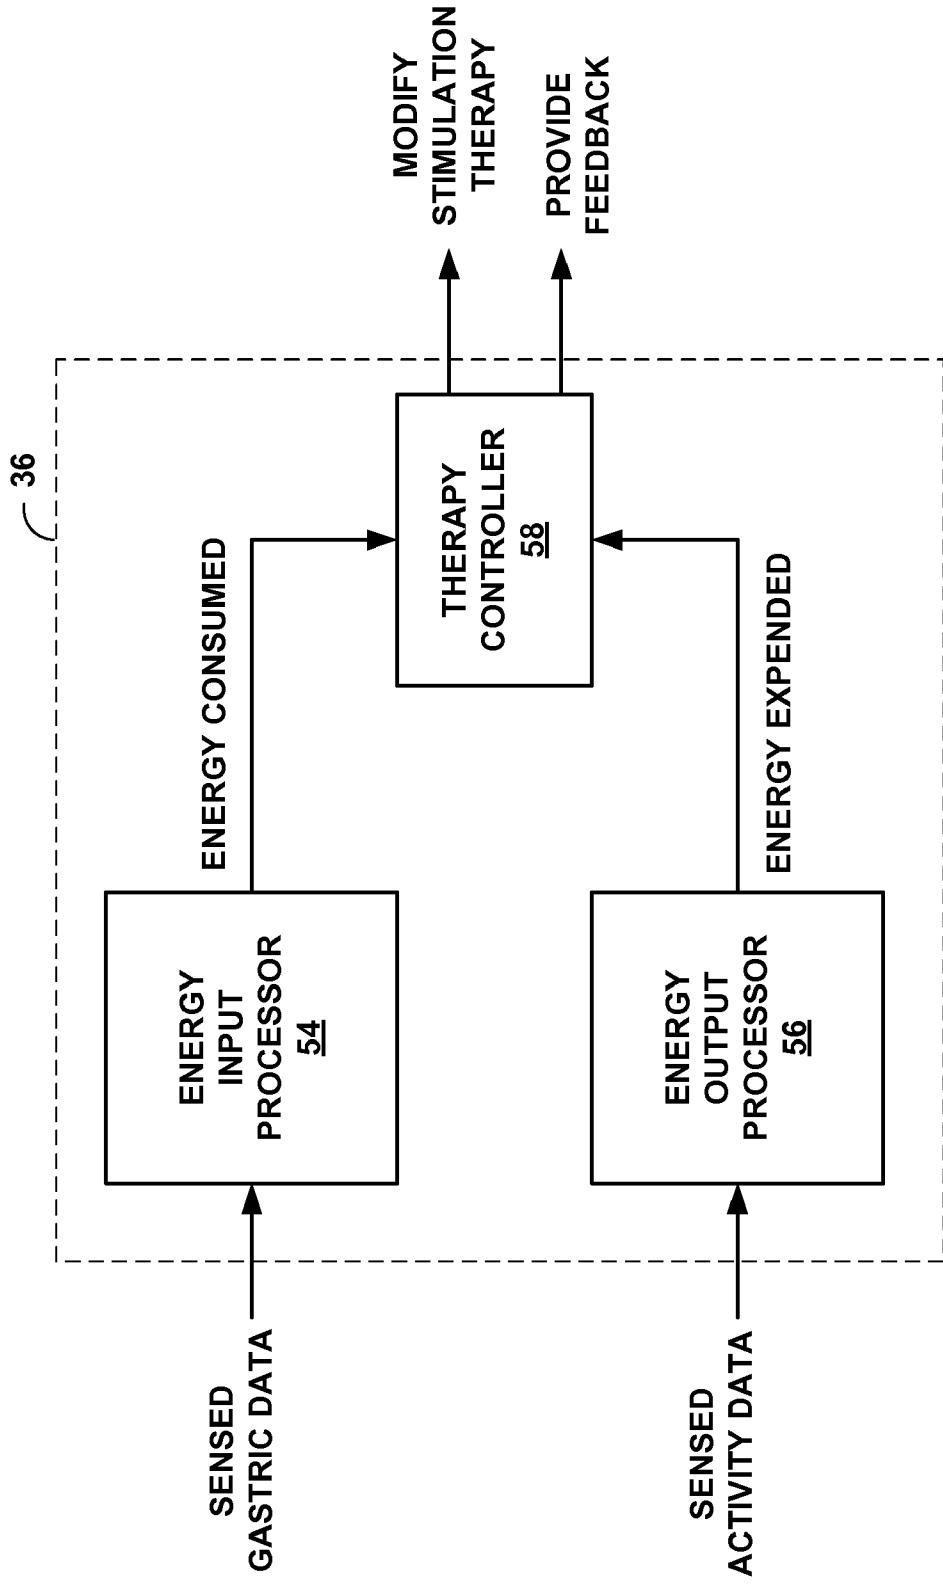 36
SENSED
GASTRIC DATA
ENERGY
INPUT
PROCESSOR
54
ENERGY CONSUMED
THERAPY
CONTROLLER
58
MODIFY
STIMULATION
THERAPY
PROVIDE
FEEDBACK
SENSED
ACTIVITY DATA
ENERGY
OUTPUT
PROCESSOR
56
ENERGY EXPENDED